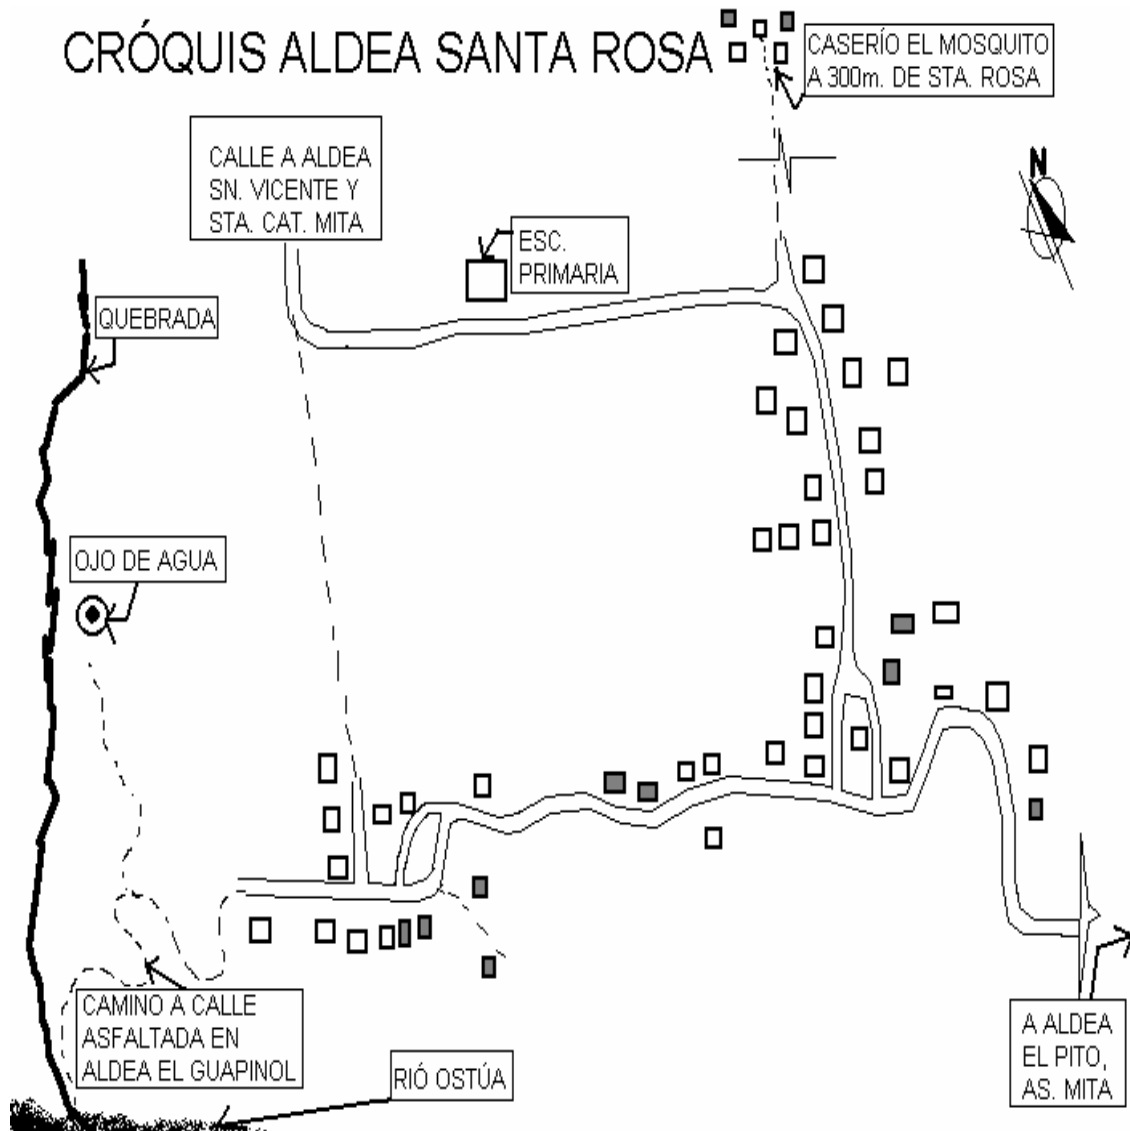 CRÓQUIS ALDEA SANTA ROSA
CASERÍO EL MOSQUITO
A 300m. DE STA. ROSA
CALLE A ALDEA
SN. VICENTE Y
STA. CAT. MITA
N
ESC.
PRIMARIA
QUEBRADA
OJO DE AGUA
CAMINO A CALLE
ASFALTADA EN
ALDEA EL GUAPINOL
RIÓ OSTÚA
A ALDEA
EL PITO,
AS. MITA